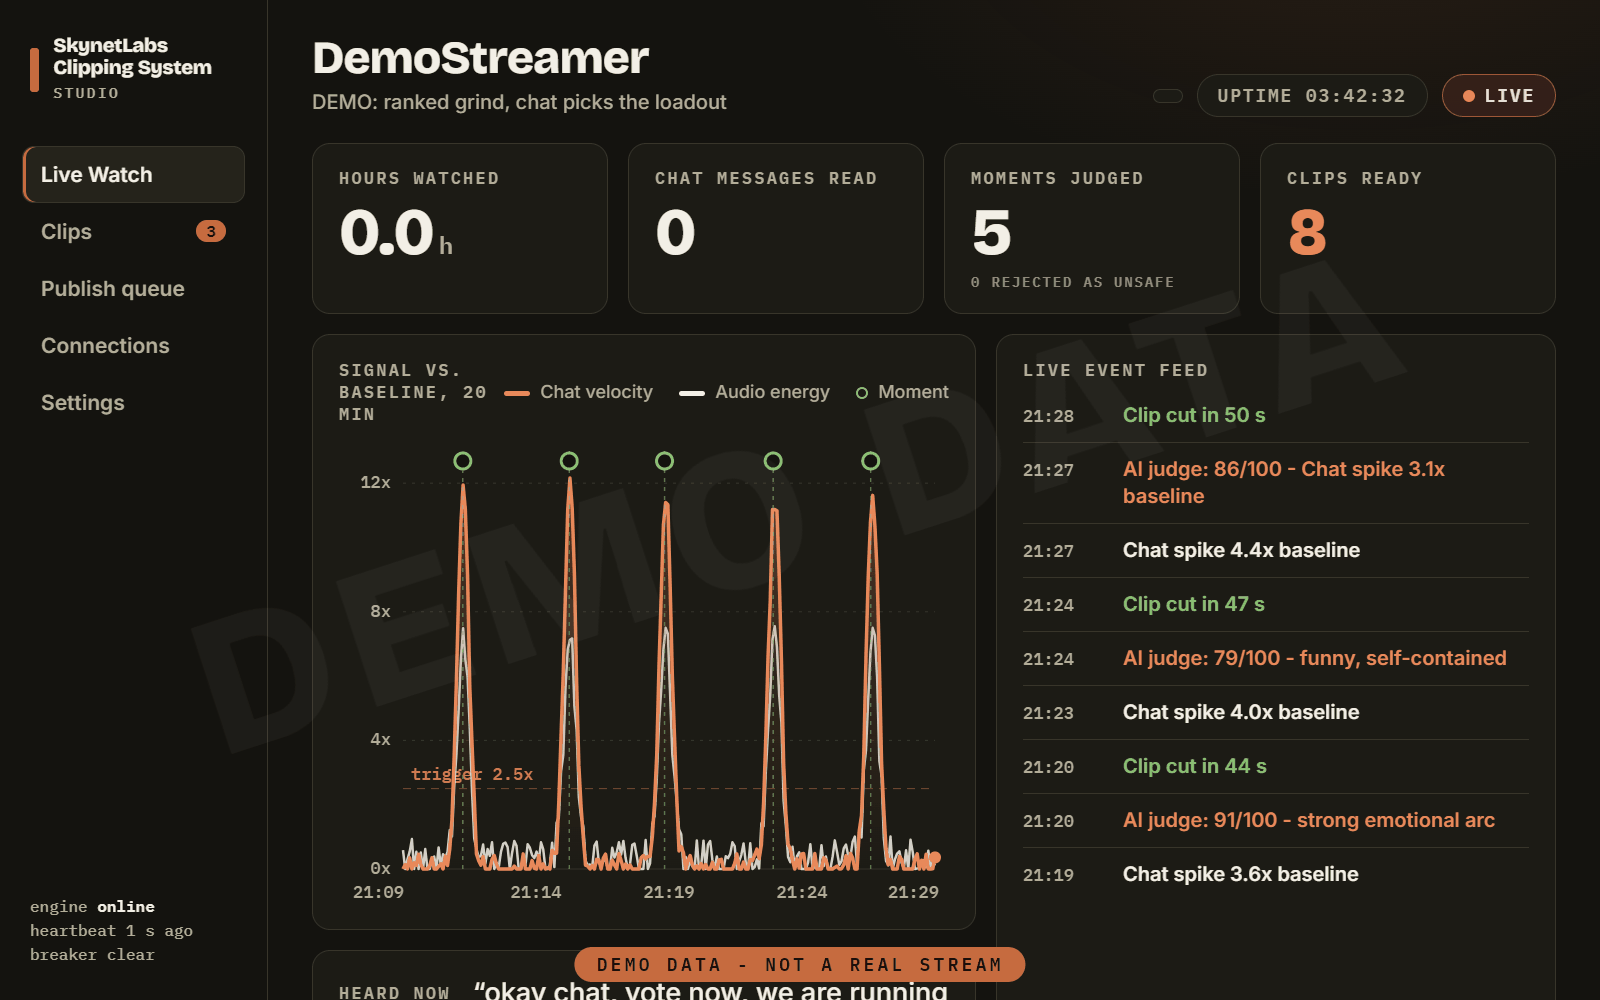 SkynetLabs
Clipping System
STUDIO
Live Watch
Clips 3
Publish queue
Connections
Settings
engine online
heartbeat 1 s ago
breaker clear
DemoStreamer
DEMO: ranked grind, chat picks the loadout
UPTIME 03:42:32
LIVE
HOURS WATCHED
0.0 h
CHAT MESSAGES READ
0
MOMENTS JUDGED
5
0 REJECTED AS UNSAFE
CLIPS READY
8
SIGNAL VS.
BASELINE, 20
MIN
Chat velocity
Audio energy
Moment
12x
8x
4x
trigger 2.5x
0x
21:09 21:14 21:19 21:24 21:29
LIVE EVENT FEED
21:28 Clip cut in 50 s
21:27 AI judge: 86/100 - Chat spike 3.1x
baseline
21:27 Chat spike 4.4x baseline
21:24 Clip cut in 47 s
21:24 AI judge: 79/100 - funny, self-contained
21:23 Chat spike 4.0x baseline
21:20 Clip cut in 44 s
21:20 AI judge: 91/100 - strong emotional arc
21:19 Chat spike 3.6x baseline
DEMO DATA
DEMO DATA - NOT A REAL STREAM
HEARD NOW "okay chat, vote now, we are running